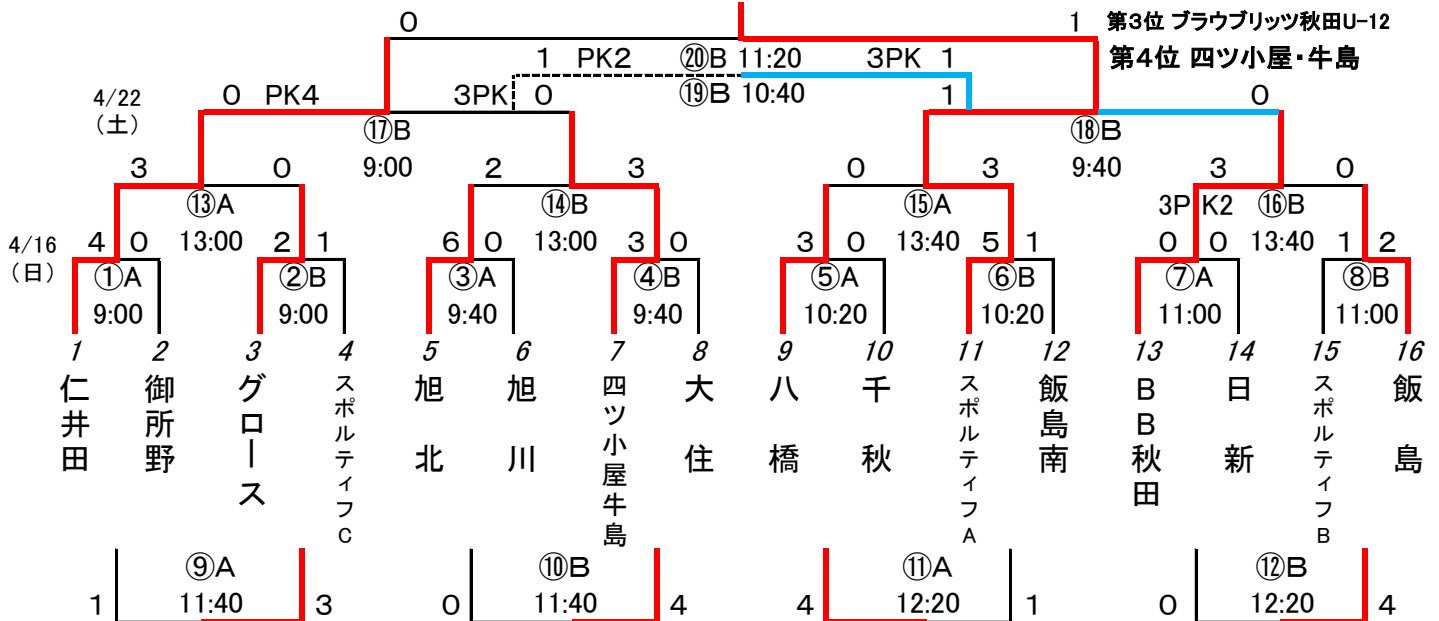 0 1 第3位 ブラウブリッツ秋田U-12
1 PK2 ⑳B 11:20 3PK 1 第4位 四ツ小屋・牛島
4/22 0 PK4 3PK 0 ⑲B 10:40 1 0
(土) ⑰B ⑱B
3 0 9:00 2 3 0 3 9:40 3 0
⑬A ⑭B ⑮A 3P K2 ⑯B
4/16 4 0 13:00 2 1 6 0 13:00 3 0 3 0 13:40 5 1 0 0 13:40 1 2
(日) ①A ②B ③A ④B ⑤A ⑥B ⑦A ⑧B
9:00 9:00 9:40 9:40 10:20 10:20 11:00 11:00
1 2 3 4 5 6 7 8 9 10 11 12 13 14 15 16
仁井田
御所野
グロース
スポルティフC
旭北
旭川
四ツ小屋牛島
大住
八橋
千秋
スポルティフA
飯島南
BB秋田
日新
スポルティフB
飯島
⑨A ⑩B ⑪A ⑫B
1 11:40 3 0 11:40 4 4 12:20 1 0 12:20 4